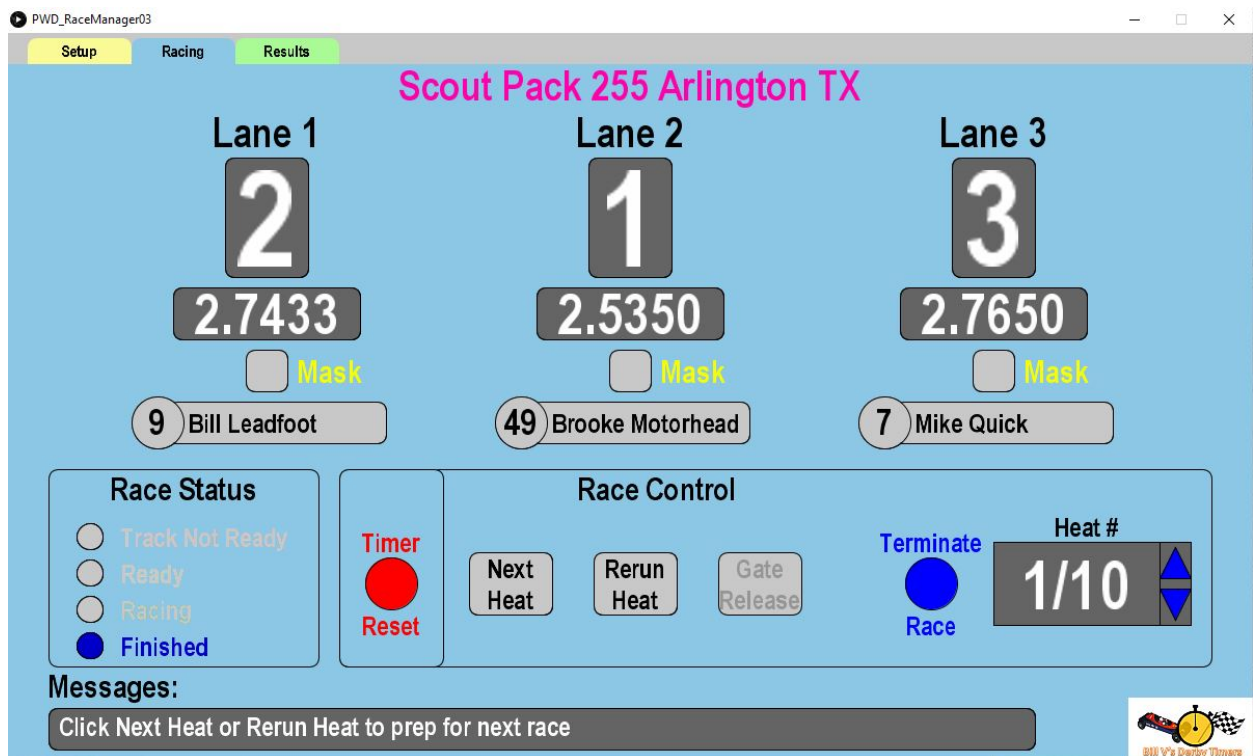 PWD_RaceManager03
Setup Racing Results
Scout Pack 255 Arlington TX
Lane 1 Lane 2 Lane 3
2 1 3
2.7433 2.5350 2.7650
Mask Mask Mask
9 Bill Leadfoot 49 Brooke Motorhead 7 Mike Quick
Race Status
Track Not Ready
Ready
Racing
Finished
Race Control
Timer
Reset
Next
Heat
Rerun
Heat
Gate
Release
Terminate
Race
Heat #
1/10
Messages:
Click Next Heat or Rerun Heat to prep for next race
Bill V's Derby Timers